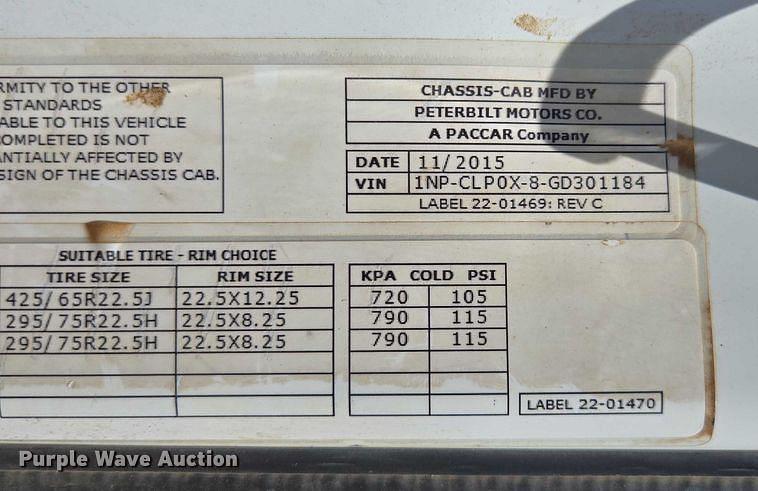 RMITY TO THE OTHER
STANDARDS
ABLE TO THIS VEHICLE
OMPLETED IS NOT
ANTIALLY AFFECTED BY
SIGN OF THE CHASSIS CAB.
CHASSIS-CAB MFD BY
PETERBILT MOTORS CO.
A PACCAR Company
DATE 11/2015
VIN 1NP-CLP0X-8-GD301184
LABEL 22-01469: REV C
SUITABLE TIRE - RIM CHOICE
TIRE SIZE RIM SIZE KPA COLD PSI
425/65R22.5J 22.5X12.25 720 105
295/75R22.5H 22.5X8.25 790 115
295/75R22.5H 22.5X8.25 790 115
LABEL 22-01470
Purple Wave Auction